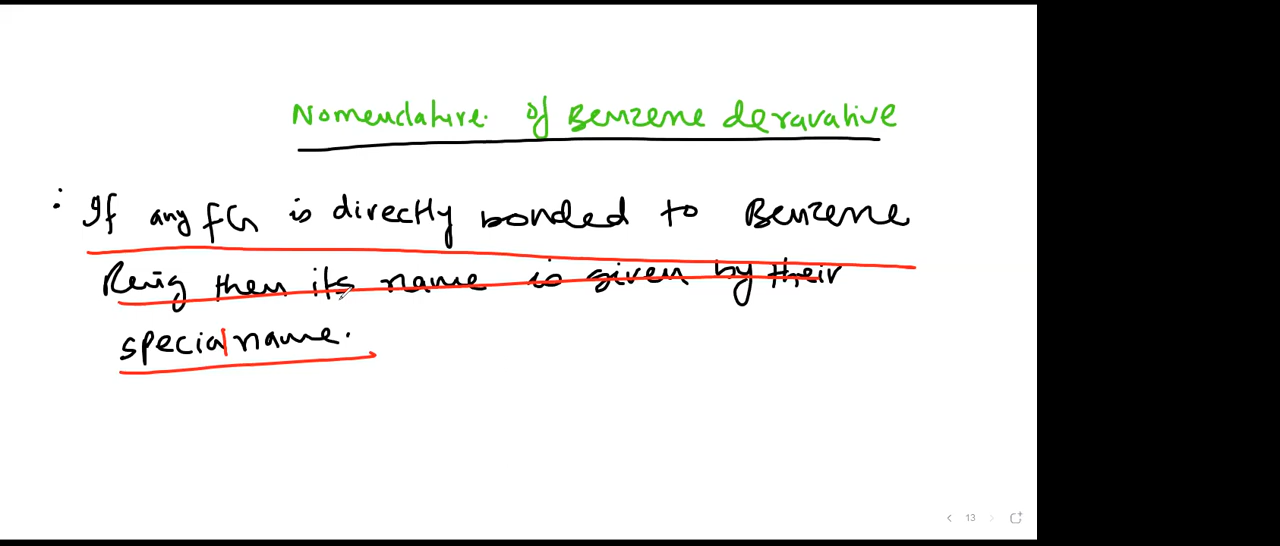 Nomenclature of Benzene deravative
: If any FG is directly bonded to Benzene
Reing then its name is given by their
special name.
13